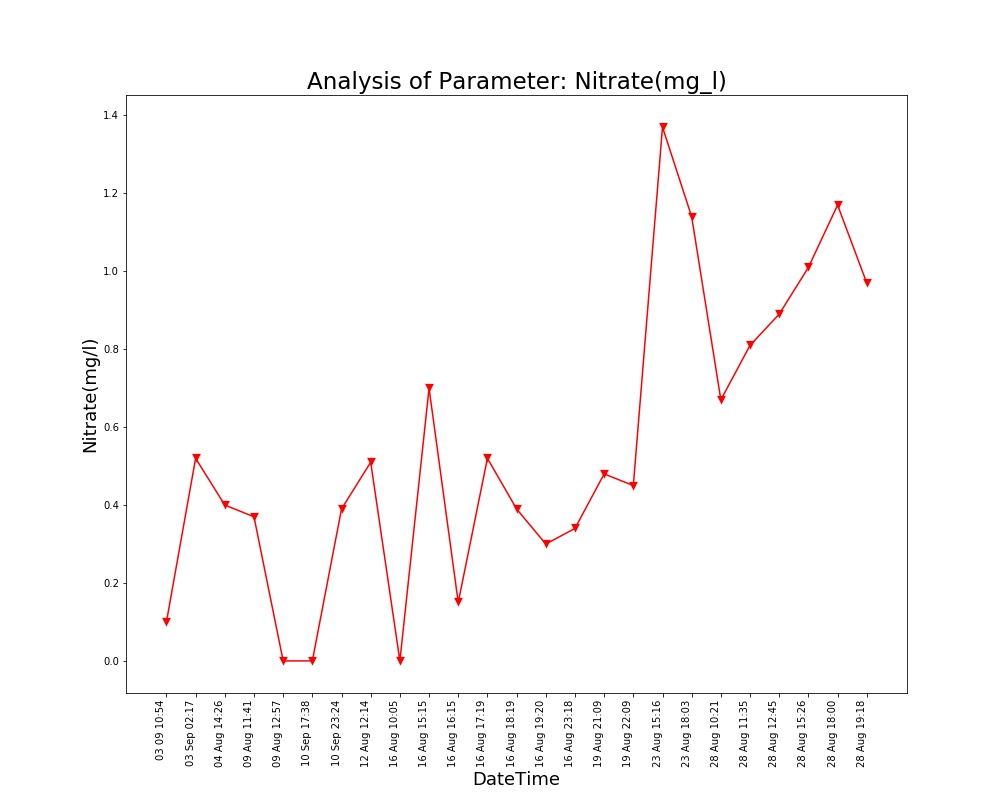 Analysis of Parameter: Nitrate(mg_l)
Nitrate(mg/l)
1.4
1.2
1.0
0.8
0.6
0.4
0.2
0.0
03 09 10:54
03 Sep 02:17
04 Aug 14:26
09 Aug 11:41
09 Aug 12:57
10 Sep 17:38
10 Sep 23:24
12 Aug 12:14
16 Aug 10:05
16 Aug 15:15
16 Aug 16:15
16 Aug 17:19
16 Aug 18:19
16 Aug 19:20
16 Aug 23:18
19 Aug 21:09
19 Aug 22:09
23 Aug 15:16
23 Aug 18:03
28 Aug 10:21
28 Aug 11:35
28 Aug 12:45
28 Aug 15:26
28 Aug 18:00
28 Aug 19:18
DateTime